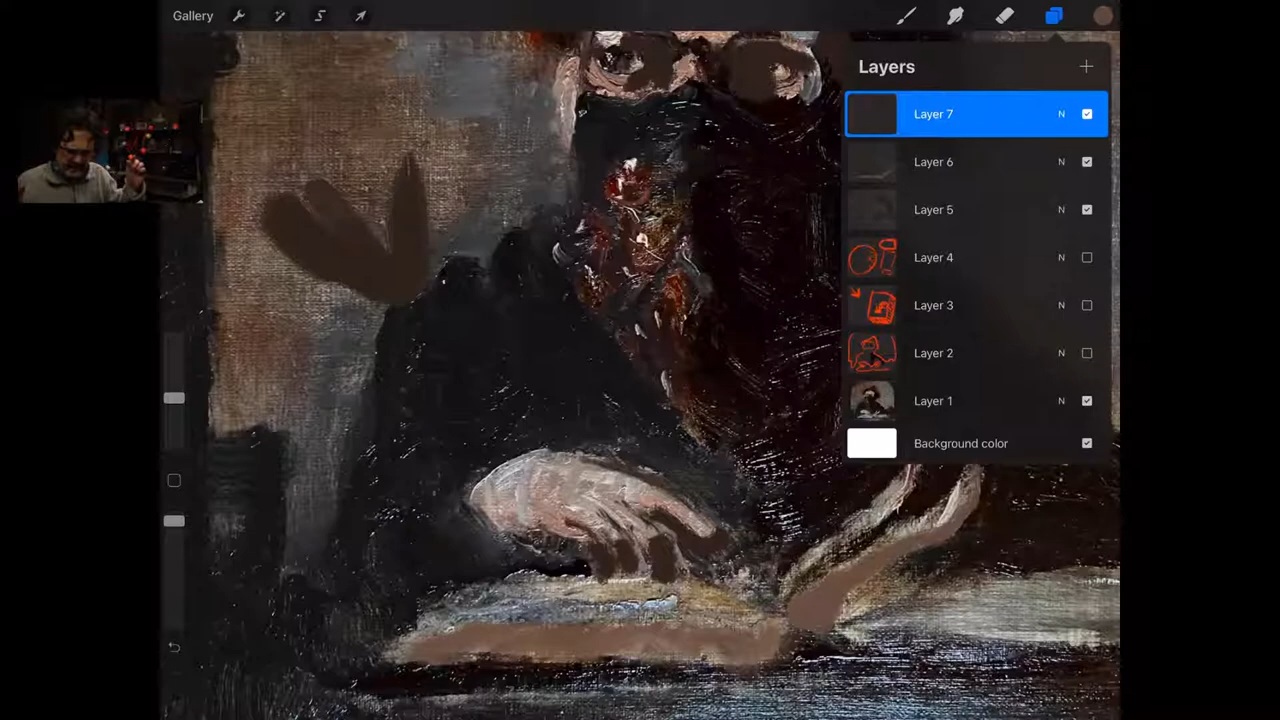 Gallery
Layers
Layer 7 N
Layer 6 N
Layer 5 N
Layer 4 N
Layer 3 N
Layer 2 N
Layer 1 N
Background color